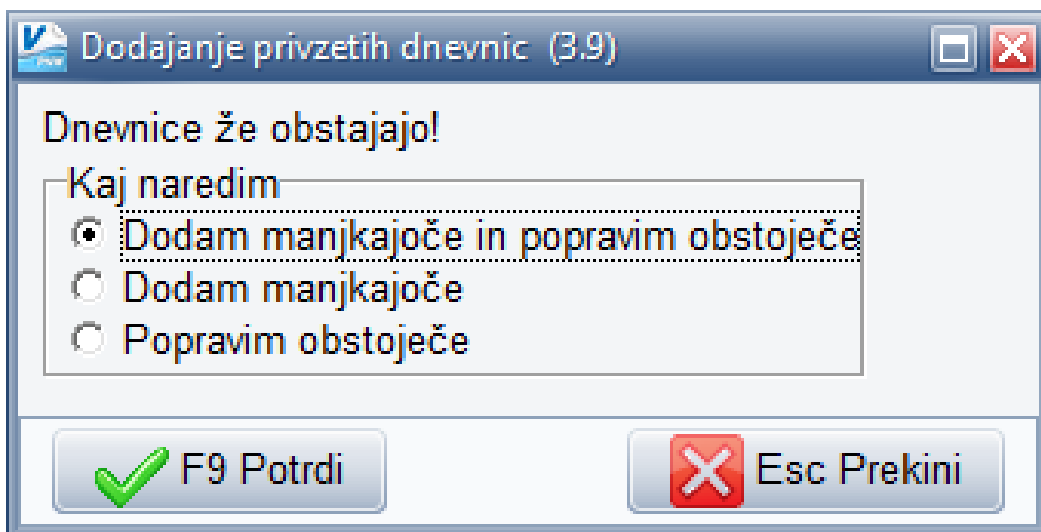 Dodajanje privzetih dnevnic (3.9)
Dnevnice že obstajajo!
Kaj naredim
Dodam manjkajoče in popravim obstoječe
Dodam manjkajoče
Popravim obstoječe
F9 Potrdi
Esc Prekini